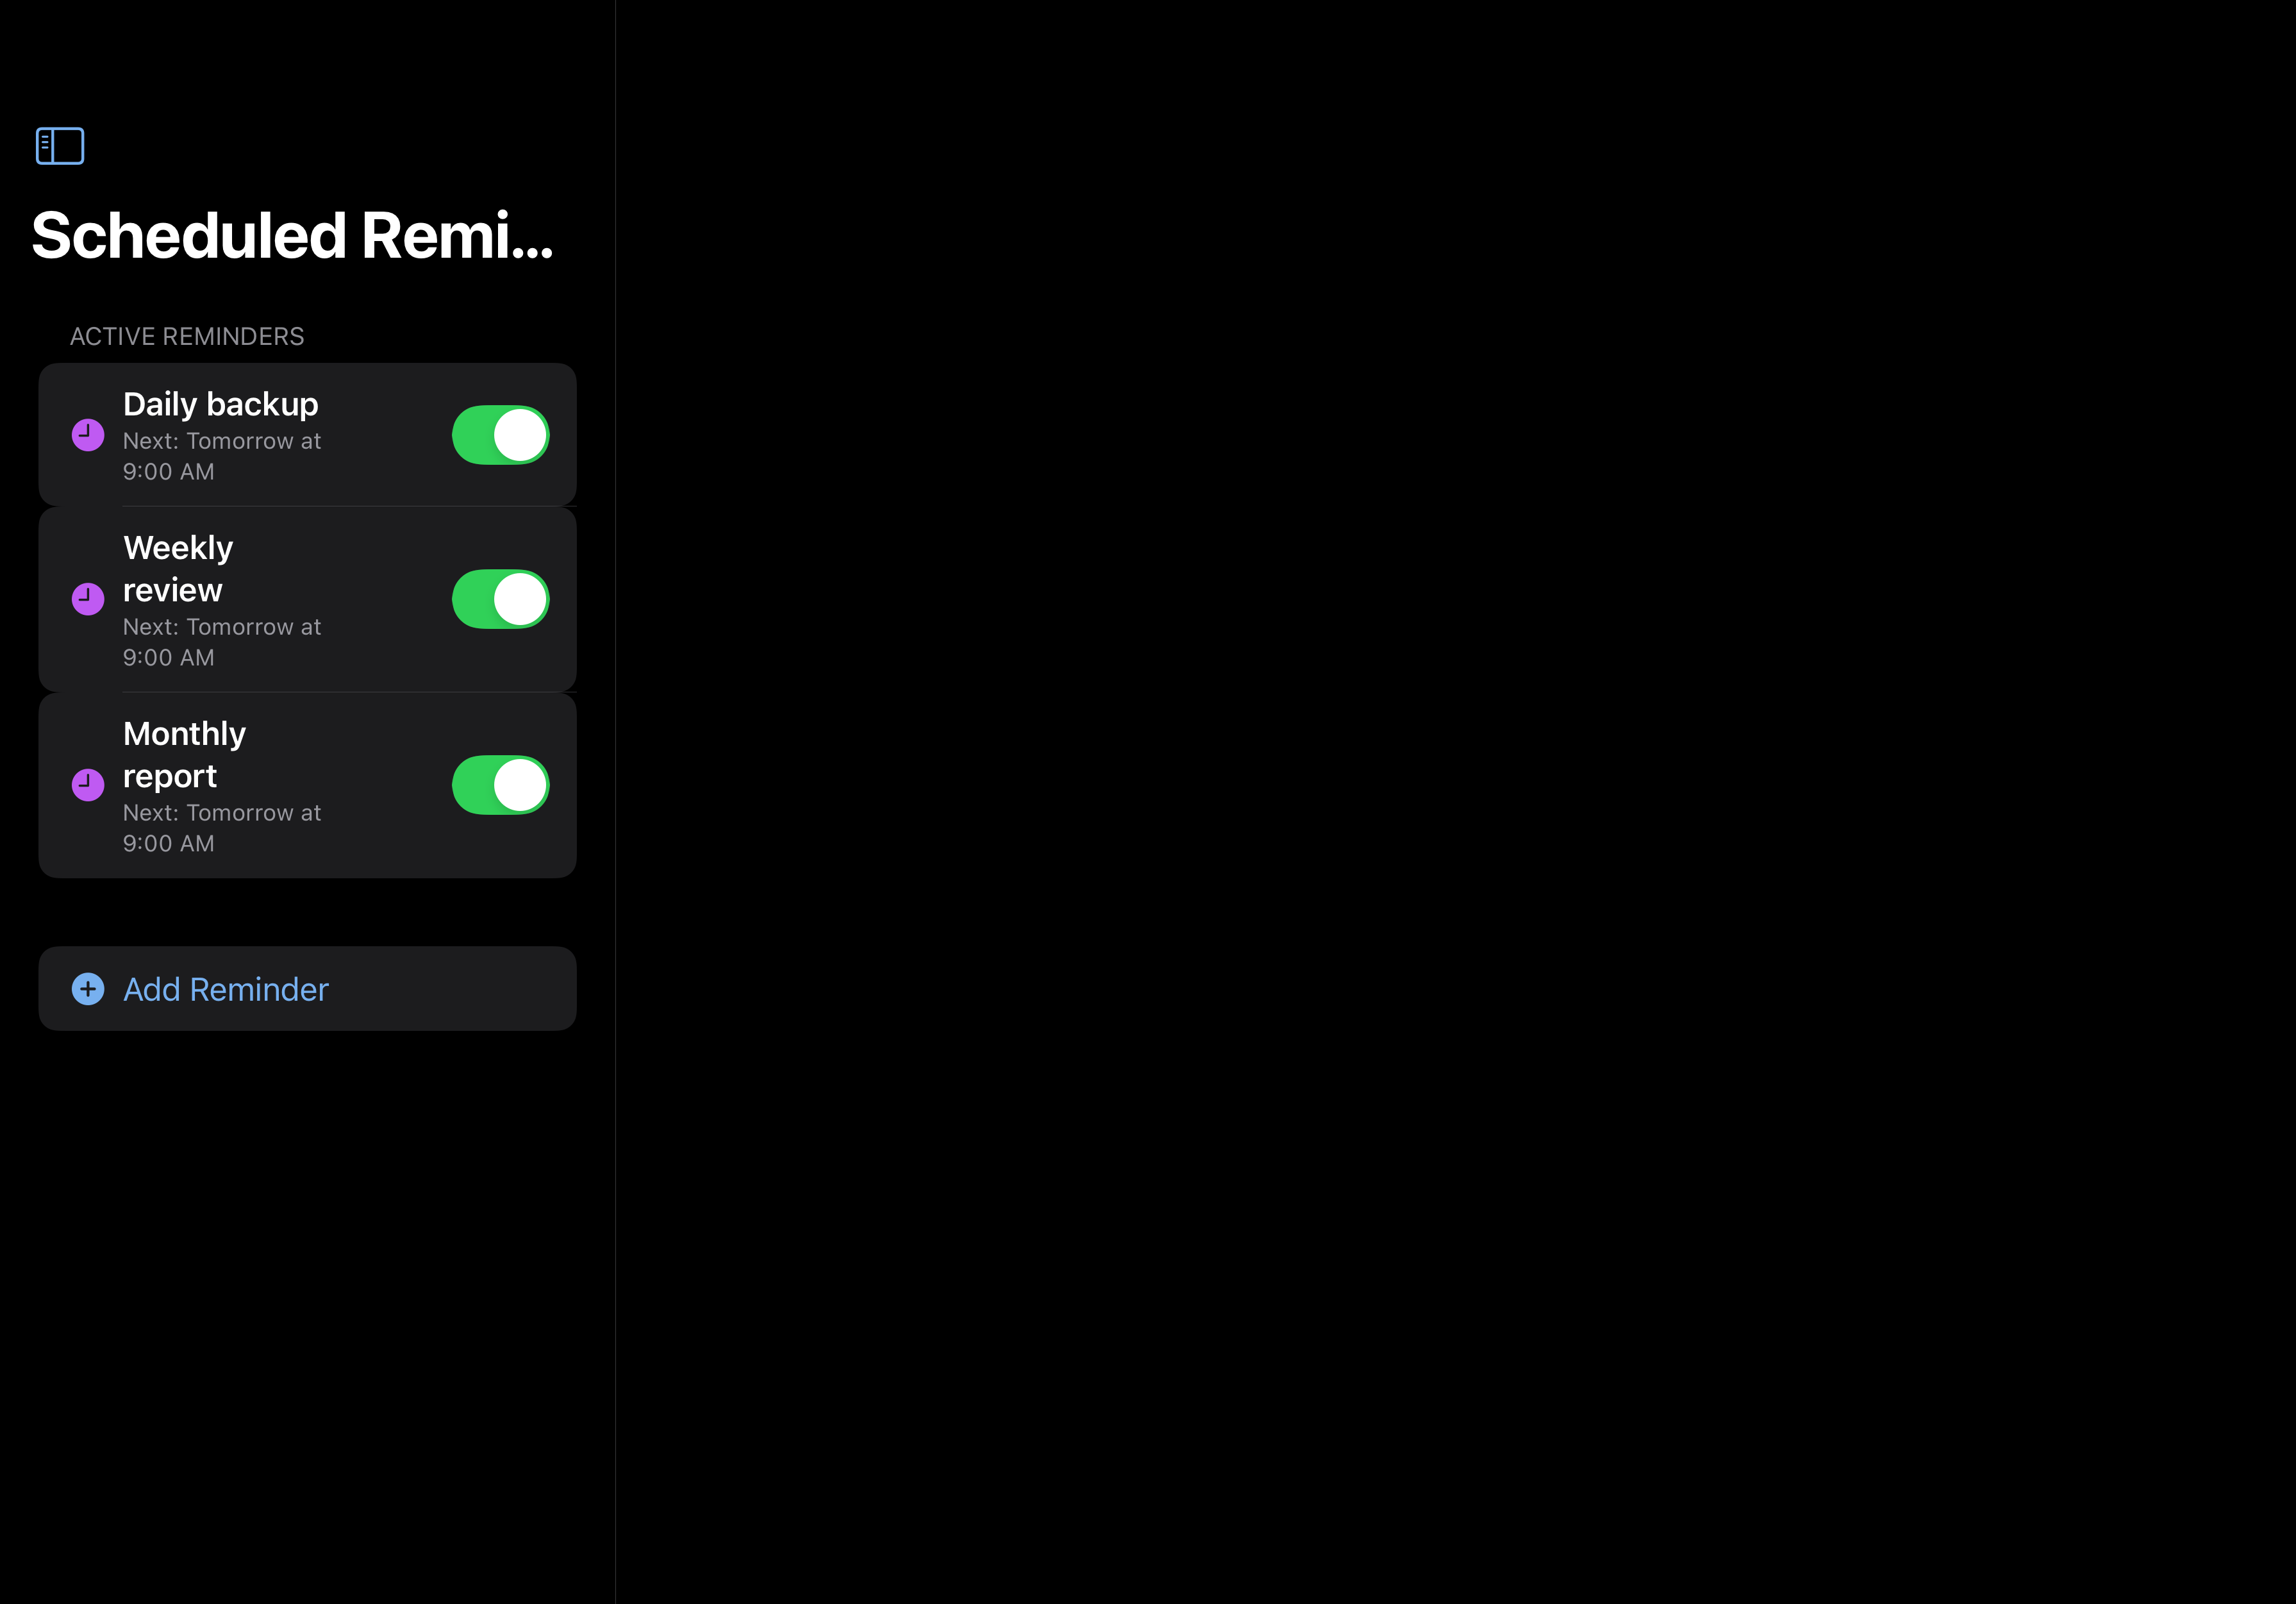 Scheduled Remi...
ACTIVE REMINDERS
Daily backup
Next: Tomorrow at
9:00 AM
Weekly
review
Next: Tomorrow at
9:00 AM
Monthly
report
Next: Tomorrow at
9:00 AM
Add Reminder